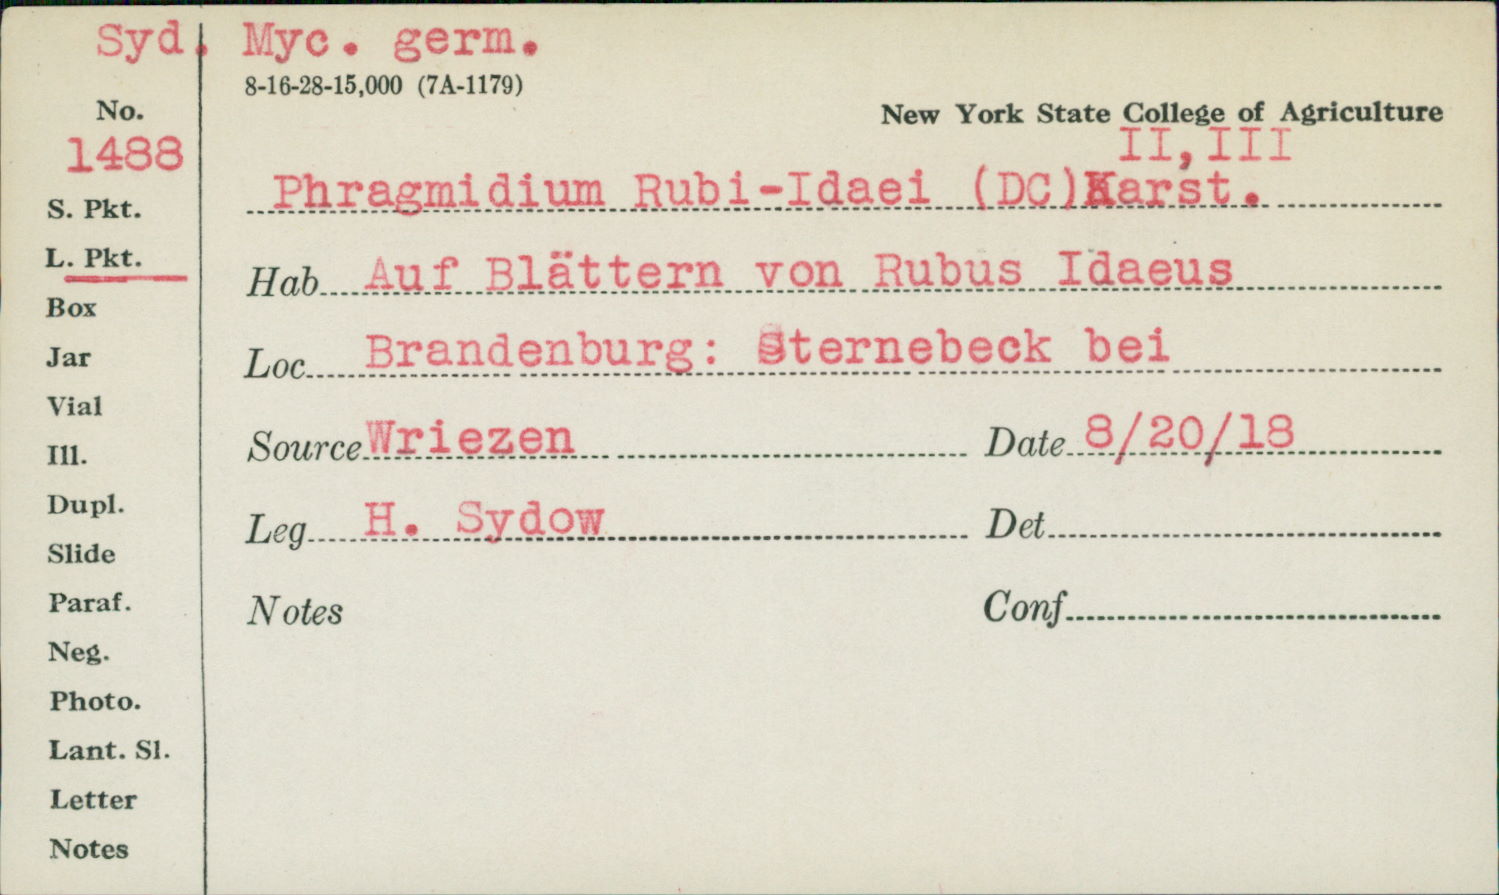 Syd. Myc. germ.
8-16-28-15,000 (7A-1179)
New York State College of Agriculture
No.
1488
II,III
Phragmidium Rubi-Idaei (DC)Karst.
S. Pkt.
L. Pkt.
Hab. Auf Blättern von Rubus Idaeus
Box
Loc. Brandenburg: Sternebeck bei
Jar
Vial
Source Wriezen Date 8/20/18
Ill.
Dupl.
Leg. H. Sydow Det.
Slide
Paraf.
Notes Conf.
Neg.
Photo.
Lant. Sl.
Letter
Notes